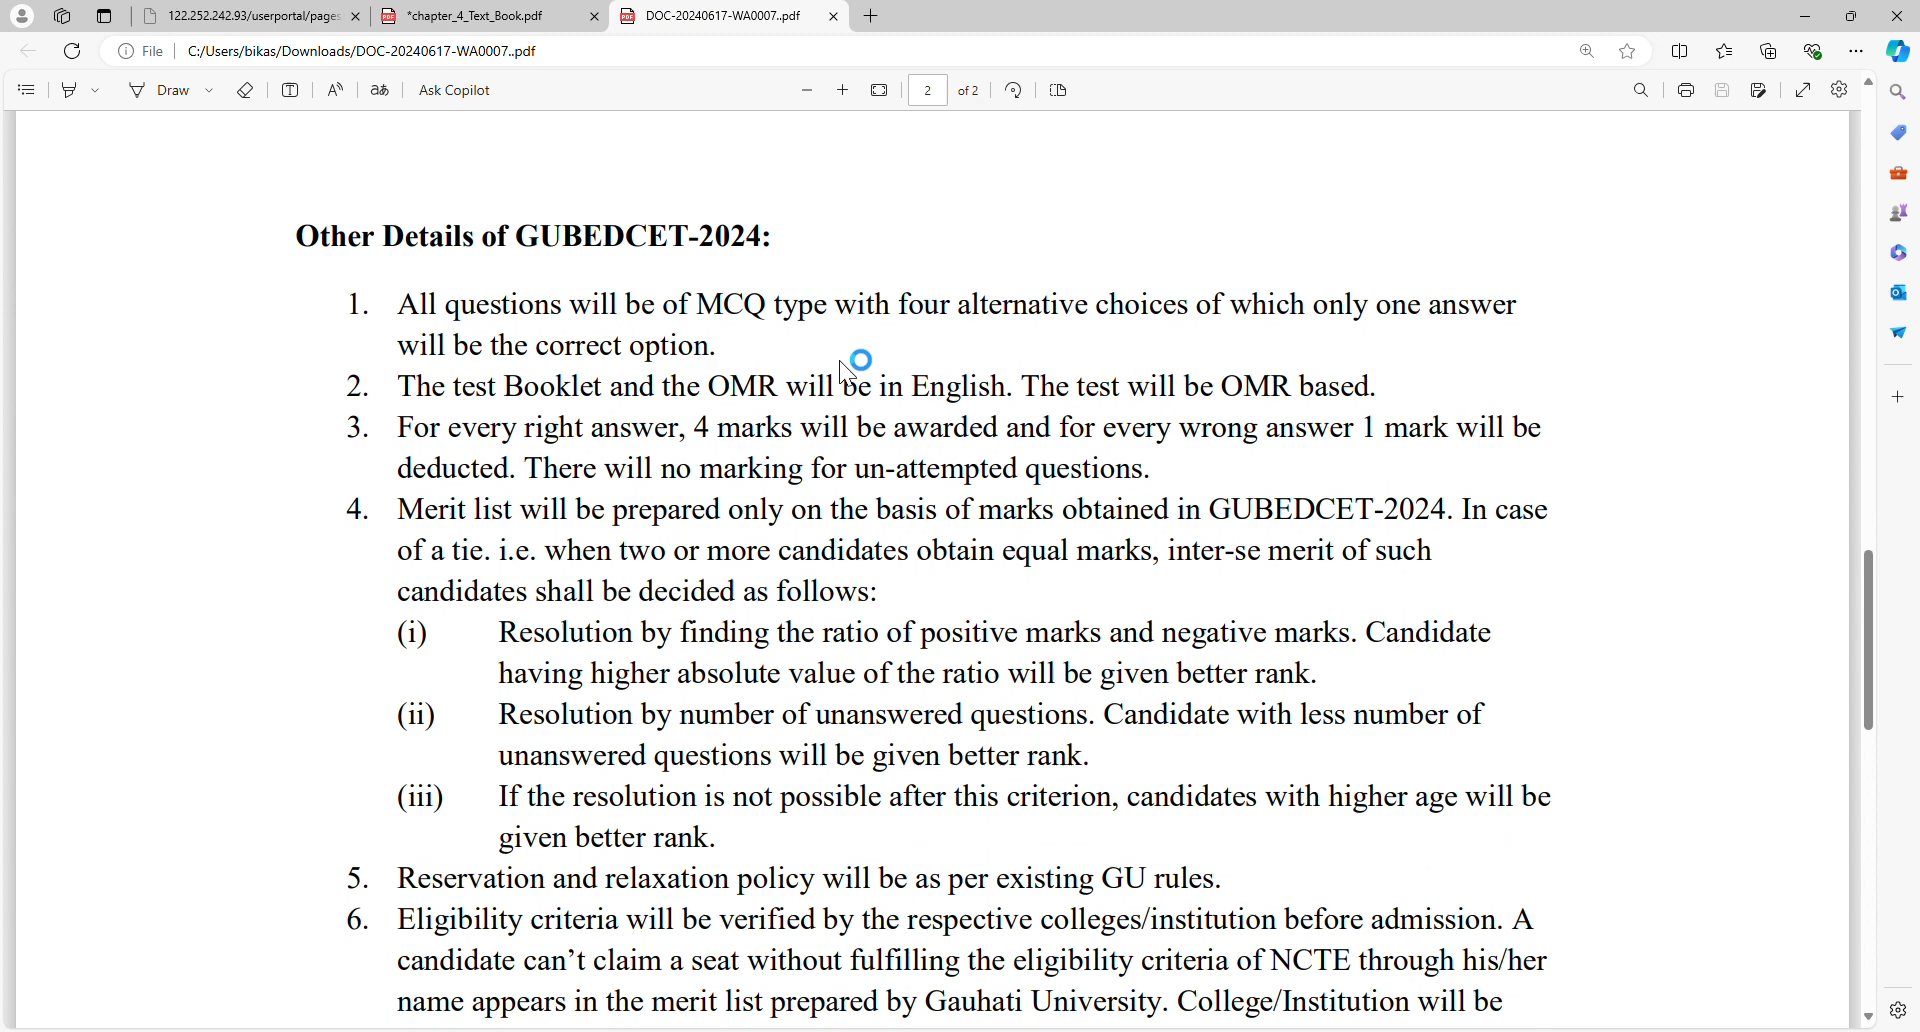 122.252.242.93/userportal/pages
*chapter_4_Text_Book.pdf
DOC-20240617-WA0007..pdf
File
C:/Users/bikas/Downloads/DOC-20240617-WA0007..pdf
Draw
Ask Copilot
2
of 2
Other Details of GUBEDCET-2024:
1. All questions will be of MCQ type with four alternative choices of which only one answer
will be the correct option.
2. The test Booklet and the OMR will be in English. The test will be OMR based.
3. For every right answer, 4 marks will be awarded and for every wrong answer 1 mark will be
deducted. There will no marking for un-attempted questions.
4. Merit list will be prepared only on the basis of marks obtained in GUBEDCET-2024. In case
of a tie. i.e. when two or more candidates obtain equal marks, inter-se merit of such
candidates shall be decided as follows:
(i) Resolution by finding the ratio of positive marks and negative marks. Candidate
having higher absolute value of the ratio will be given better rank.
(ii) Resolution by number of unanswered questions. Candidate with less number of
unanswered questions will be given better rank.
(iii) If the resolution is not possible after this criterion, candidates with higher age will be
given better rank.
5. Reservation and relaxation policy will be as per existing GU rules.
6. Eligibility criteria will be verified by the respective colleges/institution before admission. A
candidate can’t claim a seat without fulfilling the eligibility criteria of NCTE through his/her
name appears in the merit list prepared by Gauhati University. College/Institution will be